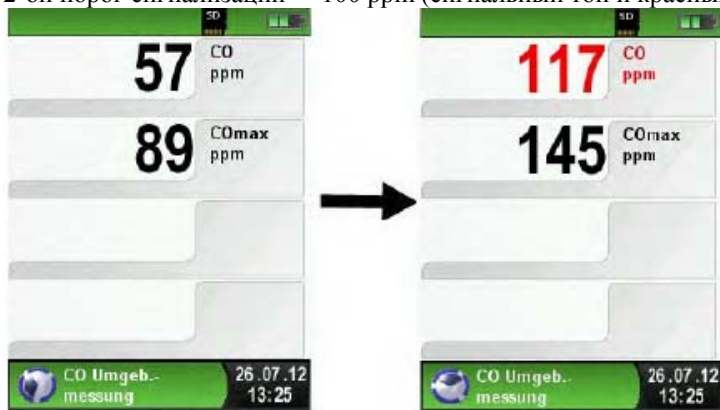 2-ой порог сигнализации 100 ppm (сигнальный тон и красный
SD
57 CO
ppm
89 COmax
ppm
CO Umgeb.-
messung
26.07.12
13:25
SD
117 CO
ppm
145 COmax
ppm
CO Umgeb.-
messung
26.07.12
13:25